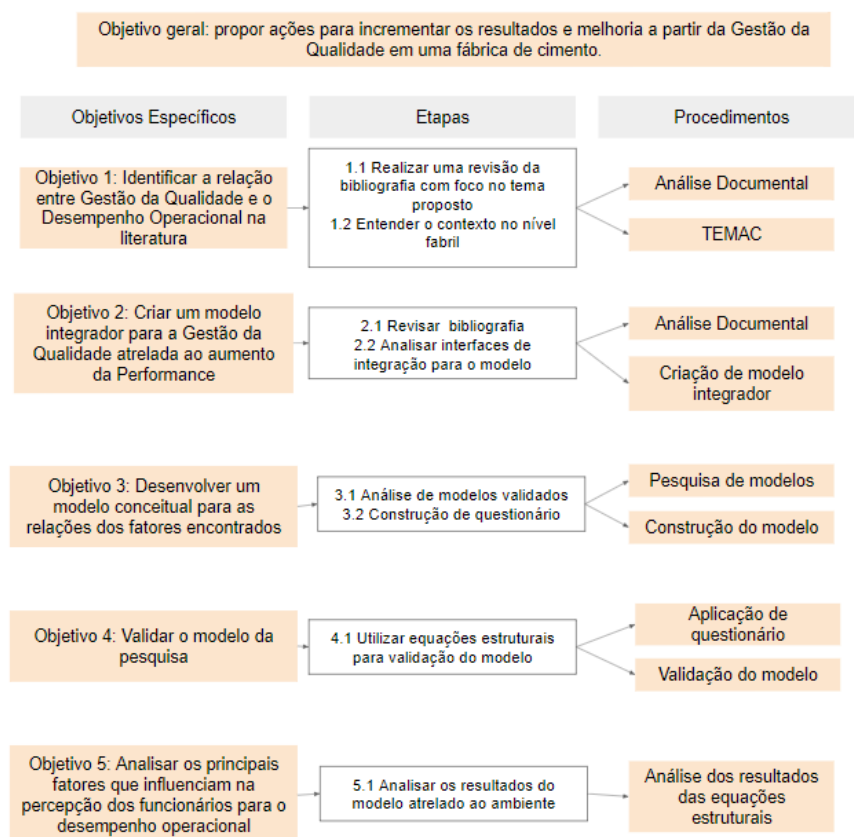 Objetivo geral: propor ações para incrementar os resultados e melhoria a partir da Gestão da
Qualidade em uma fábrica de cimento.
Objetivos Específicos
Etapas
Procedimentos
Objetivo 1: Identificar a relação
entre Gestão da Qualidade e o
Desempenho Operacional na
literatura
1.1 Realizar uma revisão da
bibliografia com foco no tema
proposto
1.2 Entender o contexto no nível
fabril
Análise Documental
TEMAC
Objetivo 2: Criar um modelo
integrador para a Gestão da
Qualidade atrelada ao aumento
da Performance
2.1 Revisar bibliografia
2.2 Analisar interfaces de
integração para o modelo
Análise Documental
Criação de modelo
integrador
Objetivo 3: Desenvolver um
modelo conceitual para as
relações dos fatores encontrados
3.1 Análise de modelos validados
3.2 Construção de questionário
Pesquisa de modelos
Construção do modelo
Objetivo 4: Validar o modelo da
pesquisa
4.1 Utilizar equações estruturais
para validação do modelo
Aplicação de
questionário
Validação do modelo
Objetivo 5: Analisar os principais
fatores que influenciam na
percepção dos funcionários para o
desempenho operacional
5.1 Analisar os resultados do
modelo atrelado ao ambiente
Análise dos resultados
das equações
estruturais